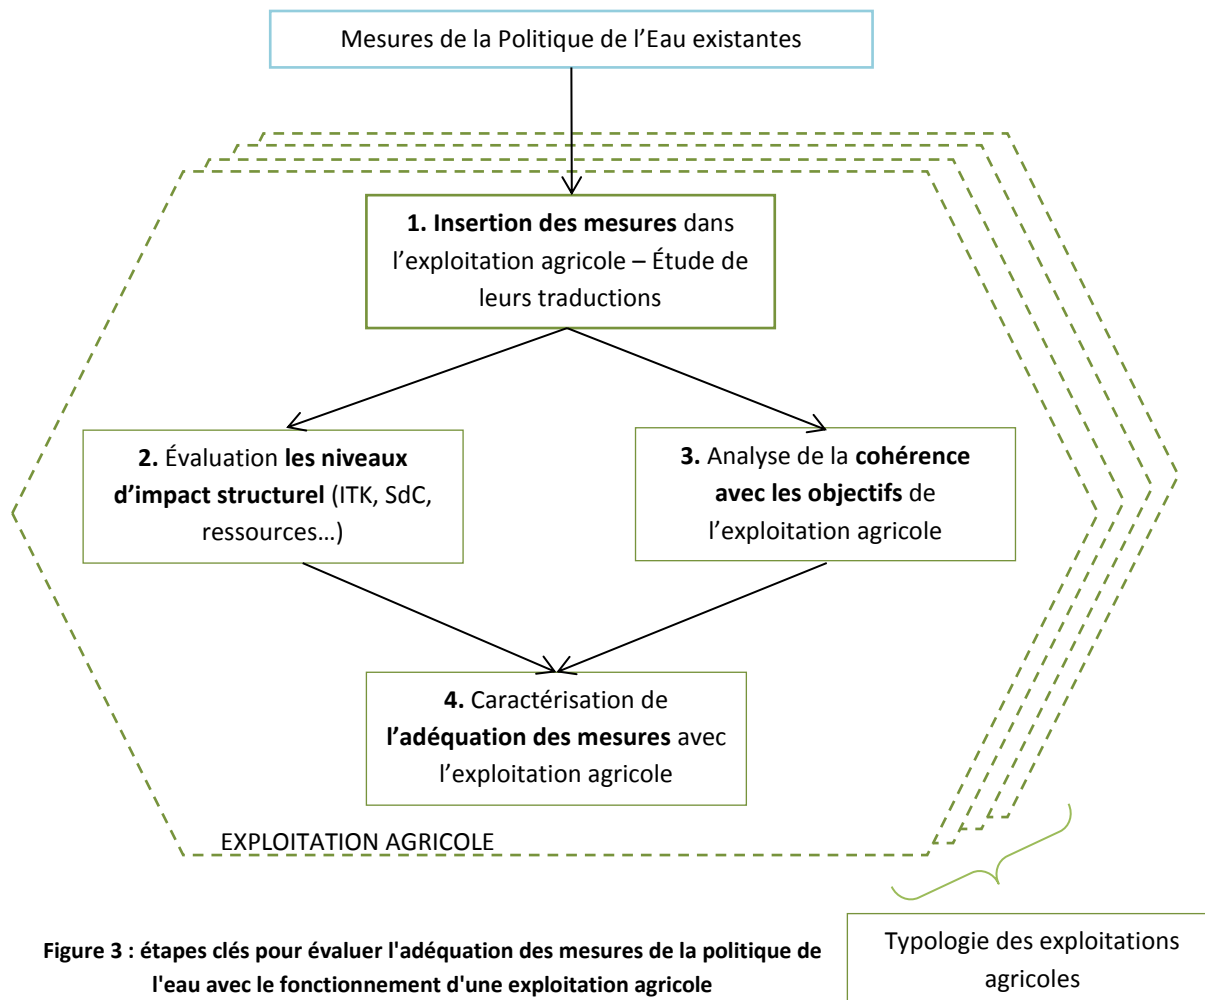 Mesures de la Politique de l’Eau existantes
1. Insertion des mesures dans
l’exploitation agricole – Étude de
leurs traductions
2. Évaluation les niveaux
d’impact structurel (ITK, SdC,
ressources…)
3. Analyse de la cohérence
avec les objectifs de
l’exploitation agricole
4. Caractérisation de
l’adéquation des mesures avec
l’exploitation agricole
EXPLOITATION AGRICOLE
Typologie des exploitations
agricoles
Figure 3 : étapes clés pour évaluer l'adéquation des mesures de la politique de
l'eau avec le fonctionnement d'une exploitation agricole